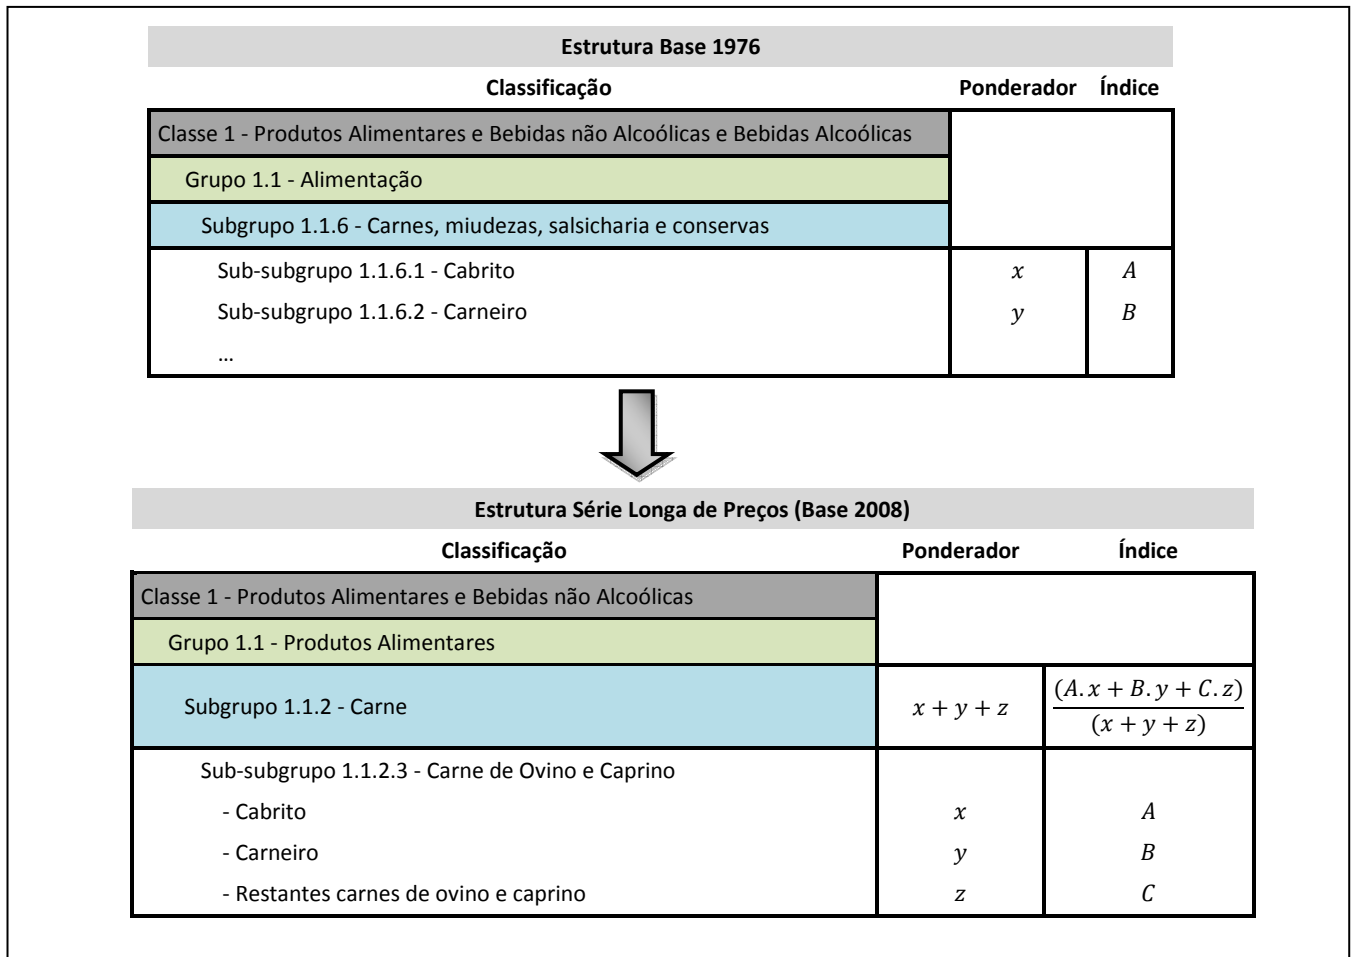 Estrutura Base 1976
Classificação Ponderador Índice
Classe 1 - Produtos Alimentares e Bebidas não Alcoólicas e Bebidas Alcoólicas
Grupo 1.1 - Alimentação
Subgrupo 1.1.6 - Carnes, miudezas, salsicharia e conservas
Sub-subgrupo 1.1.6.1 - Cabrito x A
Sub-subgrupo 1.1.6.2 - Carneiro y B
...
Estrutura Série Longa de Preços (Base 2008)
Classificação Ponderador Índice
Classe 1 - Produtos Alimentares e Bebidas não Alcoólicas
Grupo 1.1 - Produtos Alimentares
Subgrupo 1.1.2 - Carne x + y + z (A.x + B.y + C.z) / (x + y + z)
Sub-subgrupo 1.1.2.3 - Carne de Ovino e Caprino
- Cabrito x A
- Carneiro y B
- Restantes carnes de ovino e caprino z C